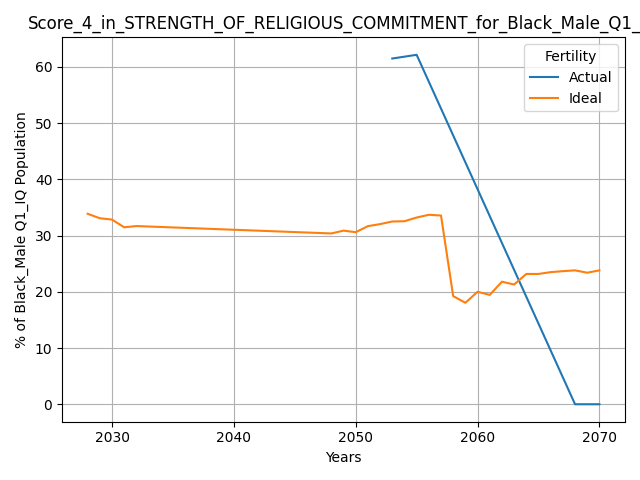 Score_4_in_STRENGTH_OF_RELIGIOUS_COMMITMENT_for_Black_Male_Q1_
Fertility
Actual
Ideal
% of Black_Male Q1_IQ Population
60
50
40
30
20
10
0
2030 2040 2050 2060 2070
Years